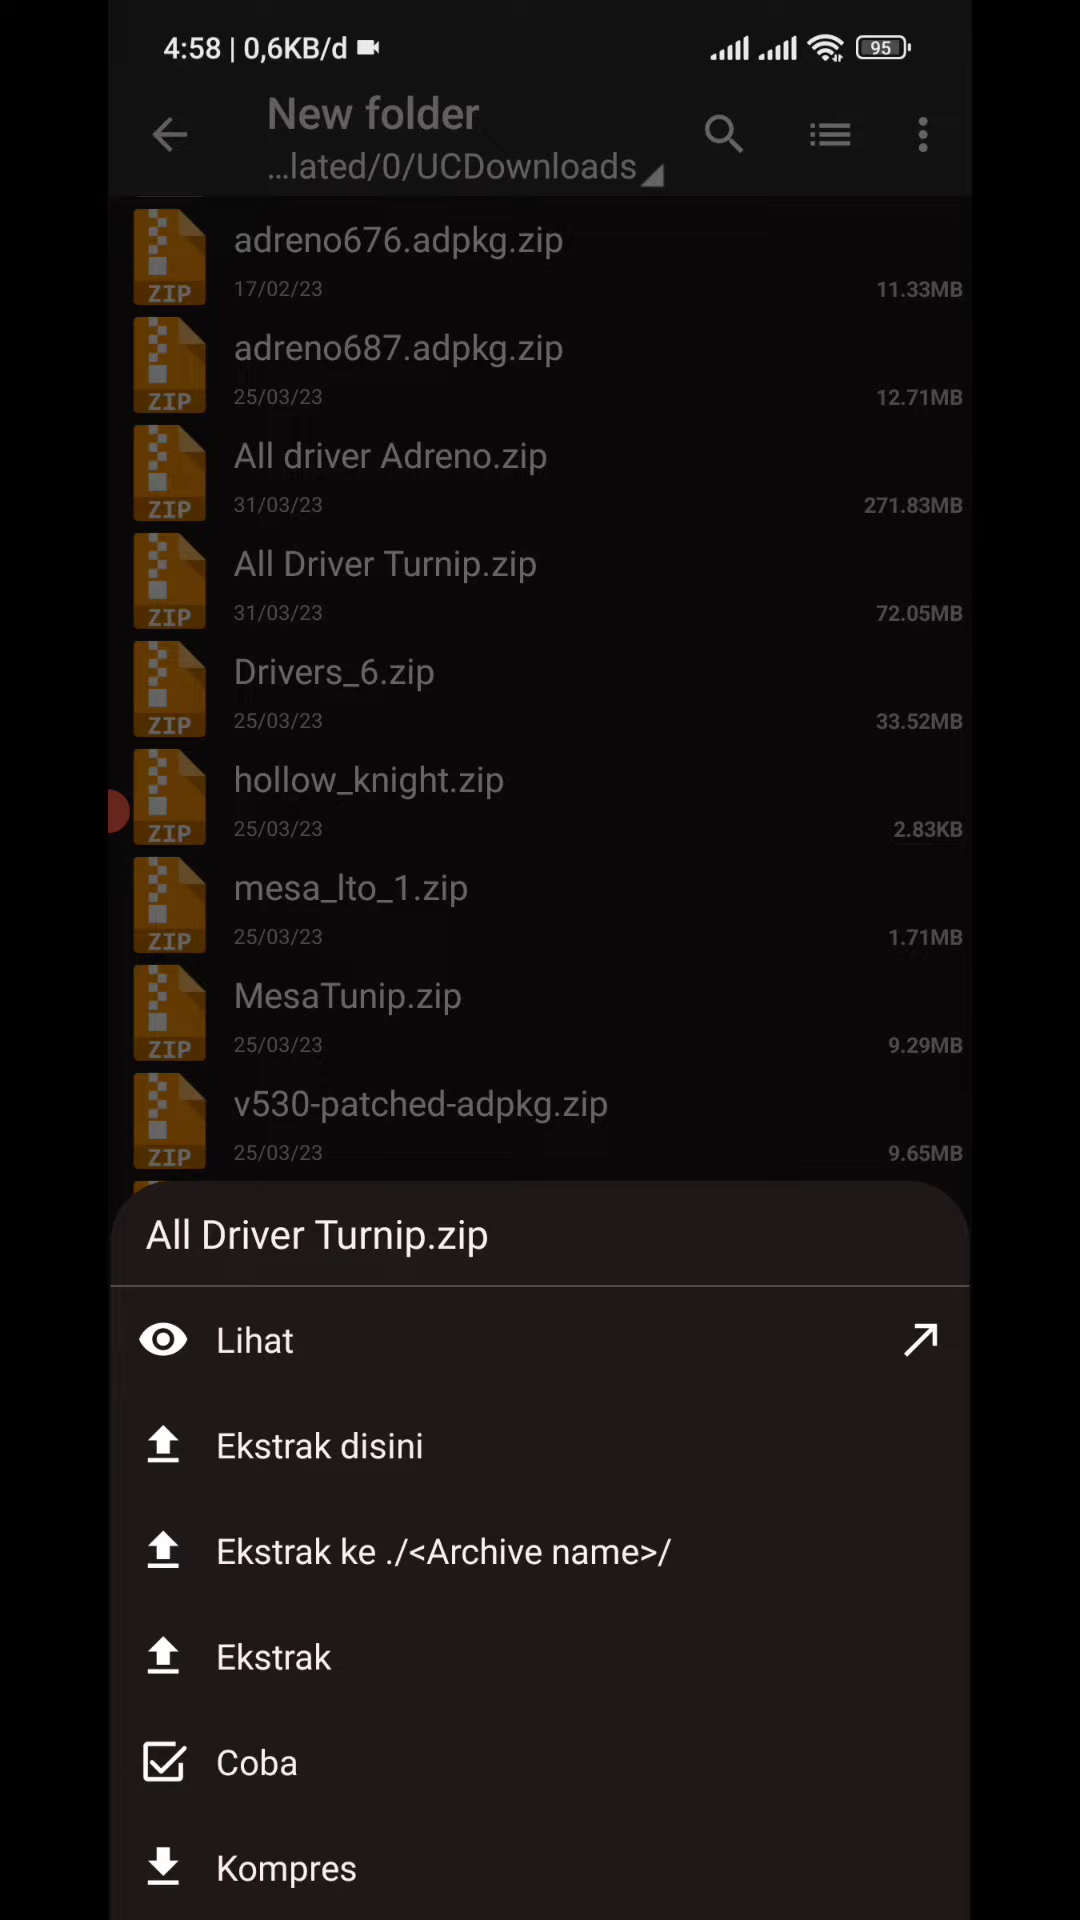 4:58 | 0,6KB/d
95
New folder
...lated/0/UCDownloads
adreno676.adpkg.zip
ZIP
17/02/23
11.33MB
adreno687.adpkg.zip
ZIP
25/03/23
12.71MB
All driver Adreno.zip
ZIP
31/03/23
271.83MB
All Driver Turnip.zip
ZIP
31/03/23
72.05MB
Drivers_6.zip
ZIP
25/03/23
33.52MB
hollow_knight.zip
ZIP
25/03/23
2.83KB
mesa_lto_1.zip
ZIP
25/03/23
1.71MB
MesaTunip.zip
ZIP
25/03/23
9.29MB
v530-patched-adpkg.zip
ZIP
25/03/23
9.65MB
All Driver Turnip.zip
Lihat
Ekstrak disini
Ekstrak ke ./<Archive name>/
Ekstrak
Coba
Kompres